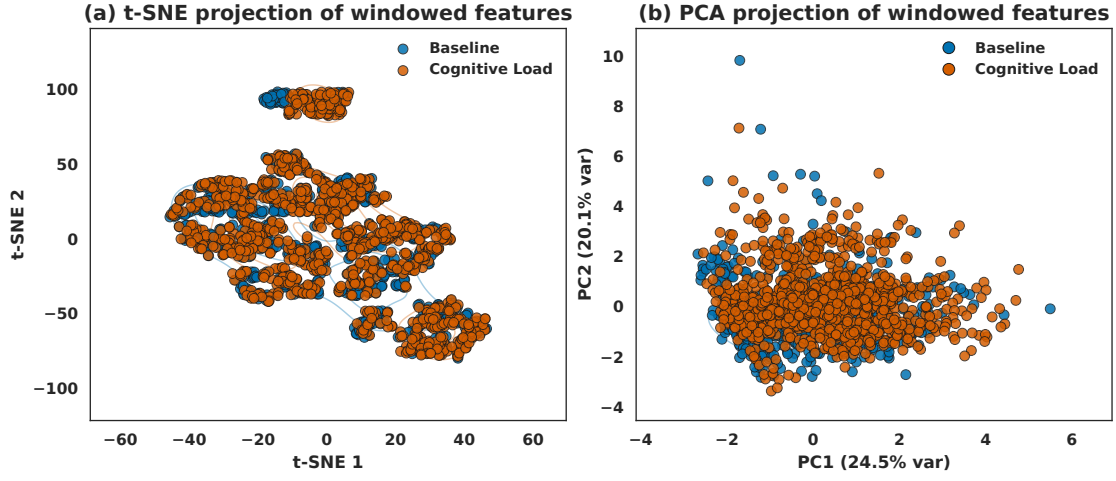 (a) t-SNE projection of windowed features
Baseline
Cognitive Load
100
50
0
−50
−100
t-SNE 2
−60
−40
−20
0
20
40
60
t-SNE 1
(b) PCA projection of windowed features
Baseline
Cognitive Load
10
8
6
4
2
0
−2
−4
PC2 (20.1% var)
−4
−2
0
2
4
6
PC1 (24.5% var)